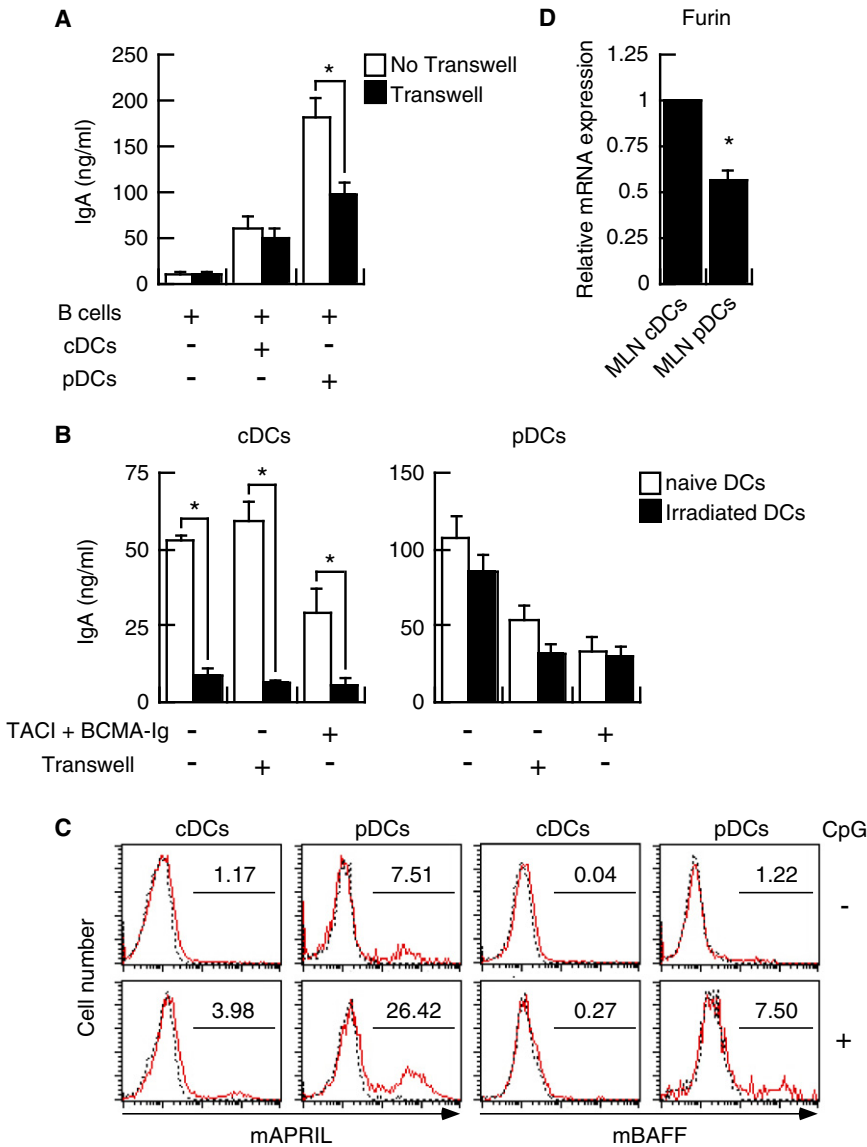 A
250
200
150
100
50
0
IgA (ng/ml)
No Transwell
Transwell
*
B cells + + +
cDCs - + -
pDCs - - +
D
Furin
1.25
1
0.75
0.5
0.25
0
Relative mRNA expression
*
MLN cDCs
MLN pDCs
B
cDCs
75
50
25
0
IgA (ng/ml)
* * *
pDCs
150
100
50
0
naive DCs
Irradiated DCs
TACI + BCMA-Ig - - + - - +
Transwell - + - - + -
C
cDCs pDCs cDCs pDCs CpG
1.17 7.51 0.04 1.22 -
3.98 26.42 0.27 7.50 +
Cell number
mAPRIL mBAFF